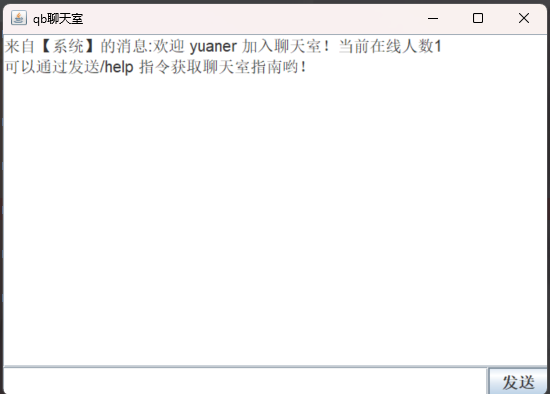 qb聊天室
来自【系统】的消息:欢迎 yuaner 加入聊天室！当前在线人数1
可以通过发送/help 指令获取聊天室指南哟！
发送